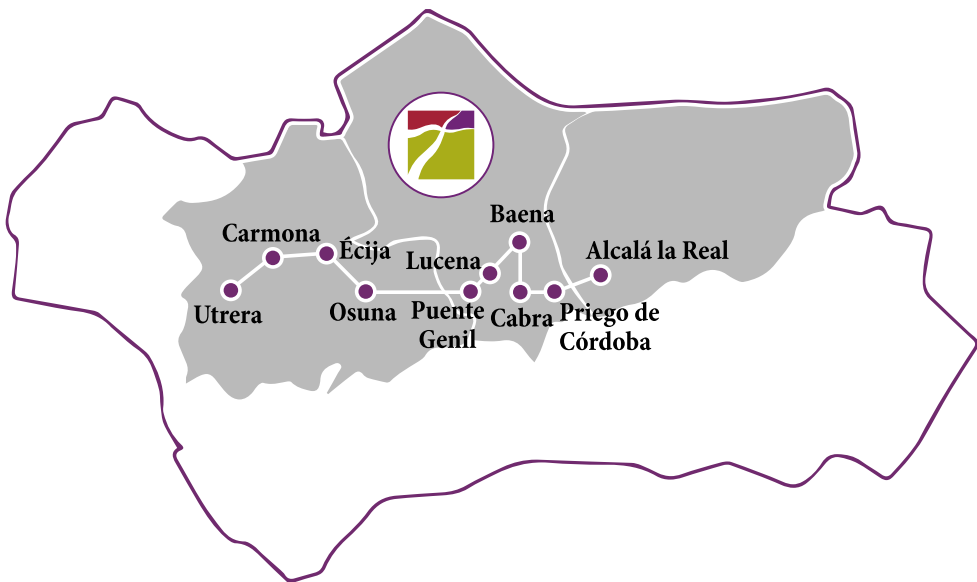 Baena
Carmona
Écija
Alcalá la Real
Lucena
Utrera
Osuna
Puente
Genil
Cabra
Priego de
Córdoba